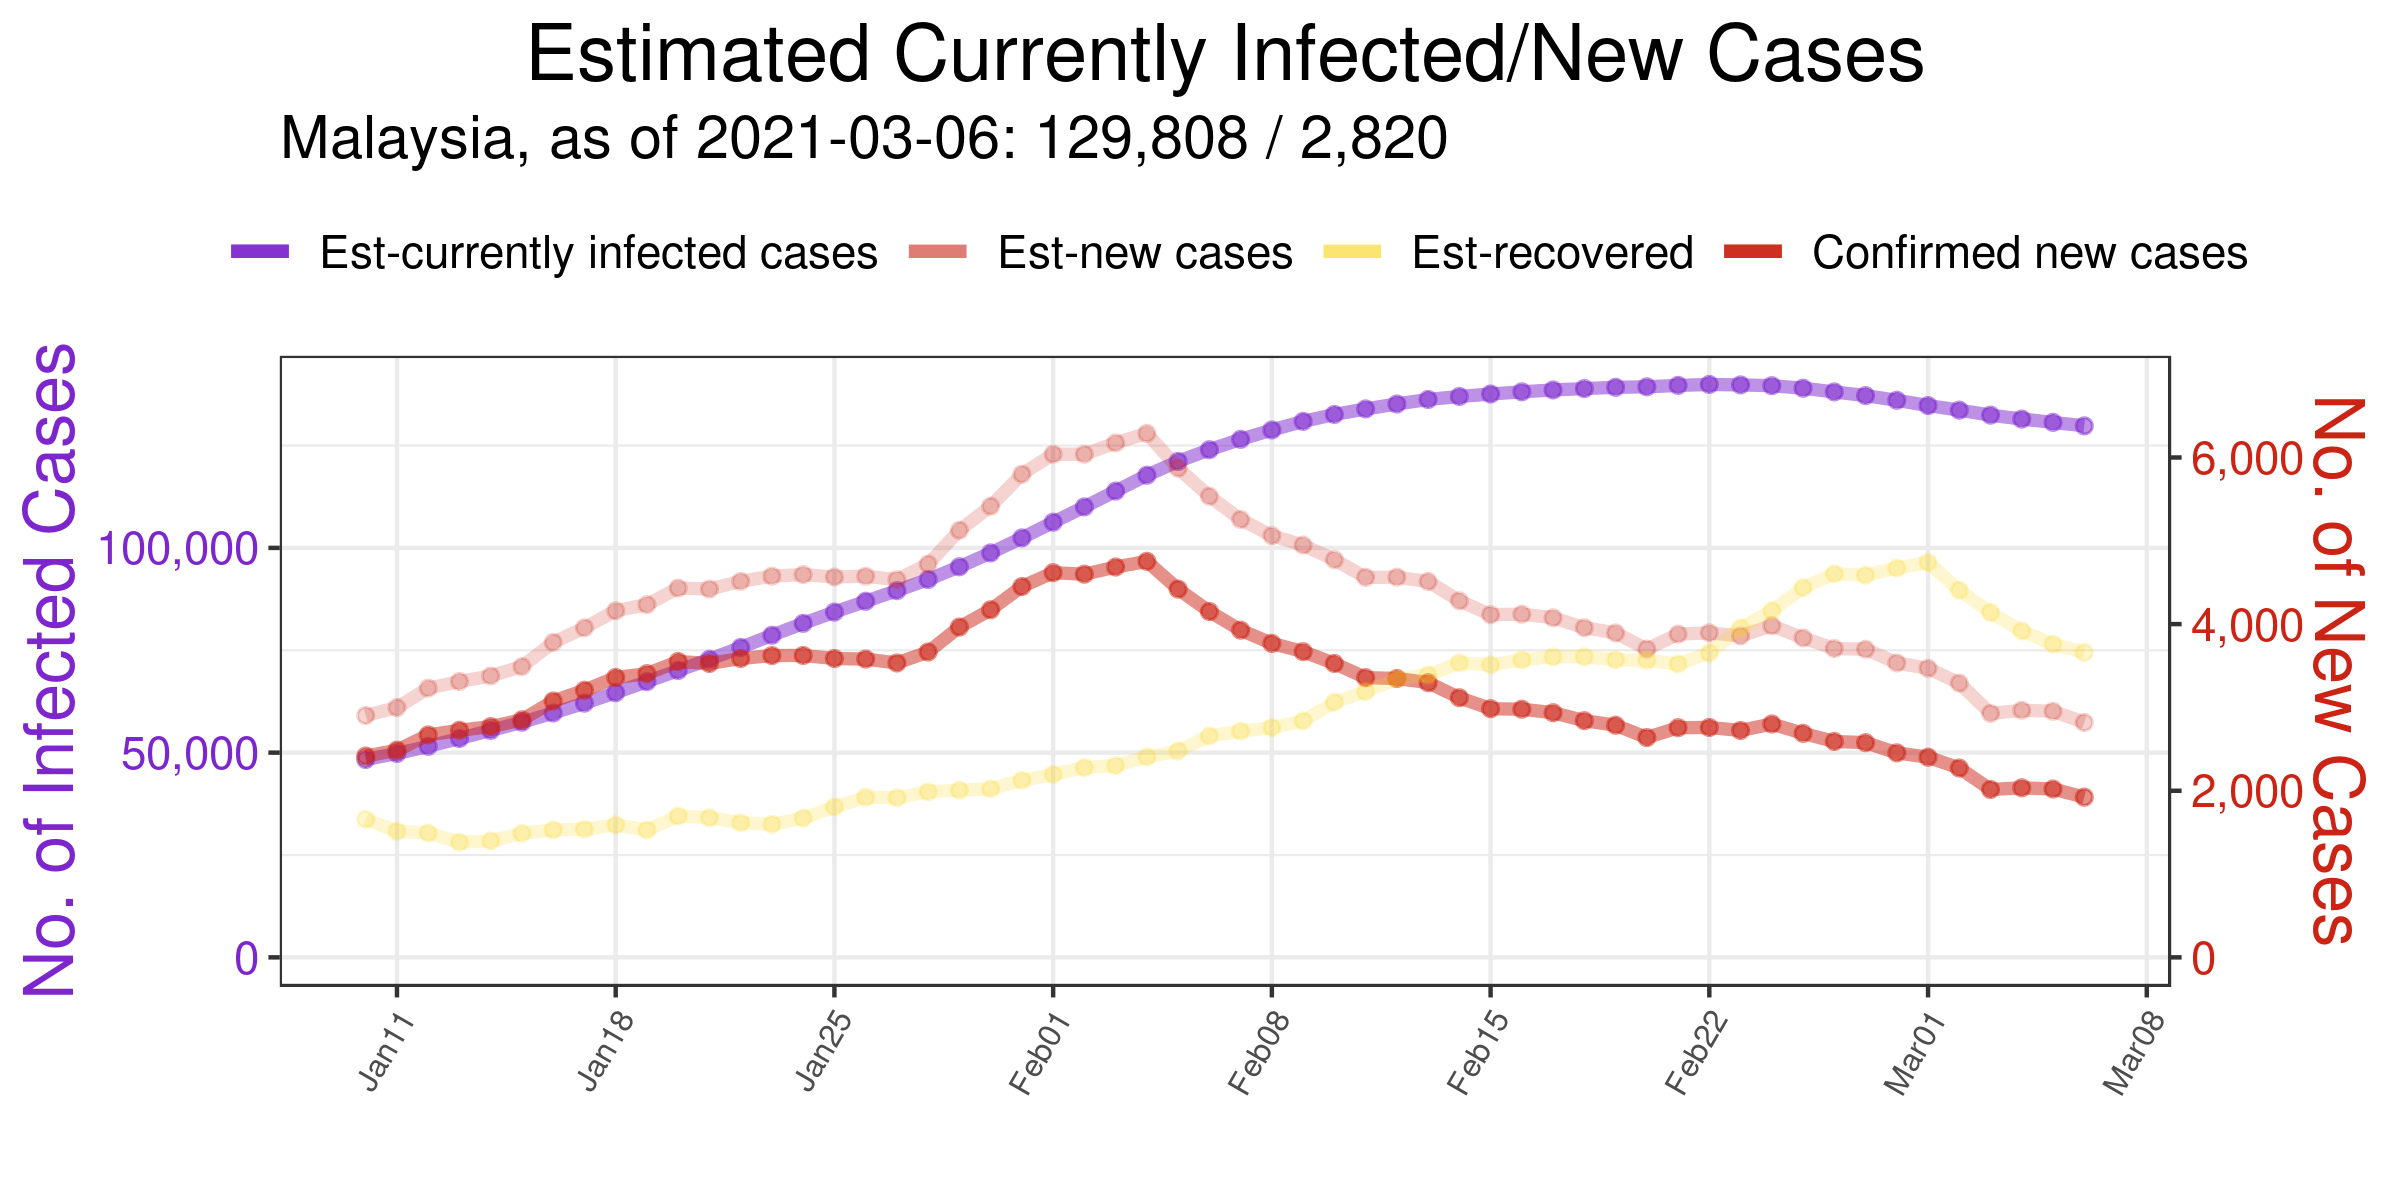 Estimated Currently Infected/New Cases
Malaysia, as of 2021-03-06: 129,808 / 2,820
Est-currently infected cases Est-new cases Est-recovered Confirmed new cases
No. of Infected Cases
100,000
50,000
0
6,000
4,000
2,000
0
No. of New Cases
Jan11 Jan18 Jan25 Feb01 Feb08 Feb15 Feb22 Mar01 Mar08